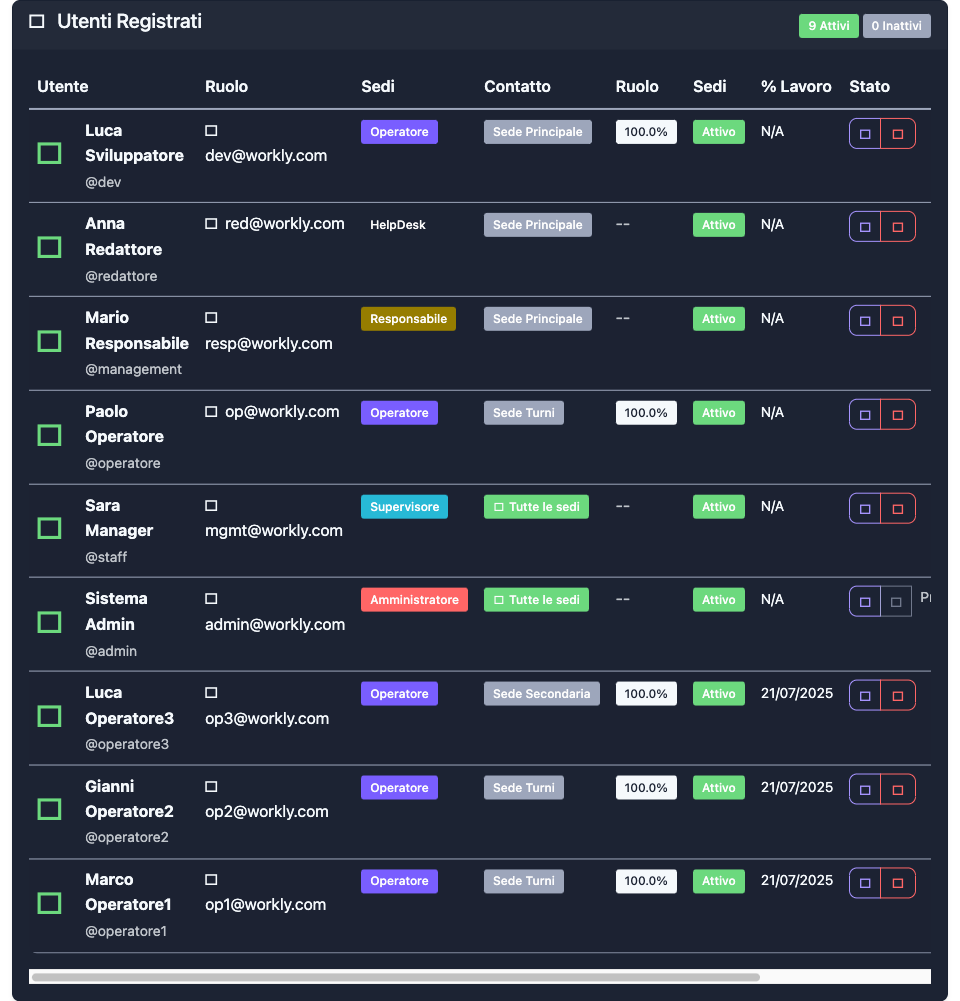 Utenti Registrati
9 Attivi 0 Inattivi
Utente Ruolo Sedi Contatto Ruolo Sedi % Lavoro Stato
Luca Operatore Sede Principale 100.0% Attivo N/A
Sviluppatore dev@workly.com
@dev
Anna red@workly.com HelpDesk Sede Principale -- Attivo N/A
Redattore
@redattore
Mario Responsabile Sede Principale -- Attivo N/A
Responsabile resp@workly.com
@management
Paolo op@workly.com Operatore Sede Turni 100.0% Attivo N/A
Operatore
@operatore
Sara Supervisore Tutte le sedi -- Attivo N/A
Manager mgmt@workly.com
@staff
Sistema Amministratore Tutte le sedi -- Attivo N/A
Admin admin@workly.com
@admin
Luca Operatore Sede Secondaria 100.0% Attivo 21/07/2025
Operatore3 op3@workly.com
@operatore3
Gianni Operatore Sede Turni 100.0% Attivo 21/07/2025
Operatore2 op2@workly.com
@operatore2
Marco Operatore Sede Turni 100.0% Attivo 21/07/2025
Operatore1 op1@workly.com
@operatore1